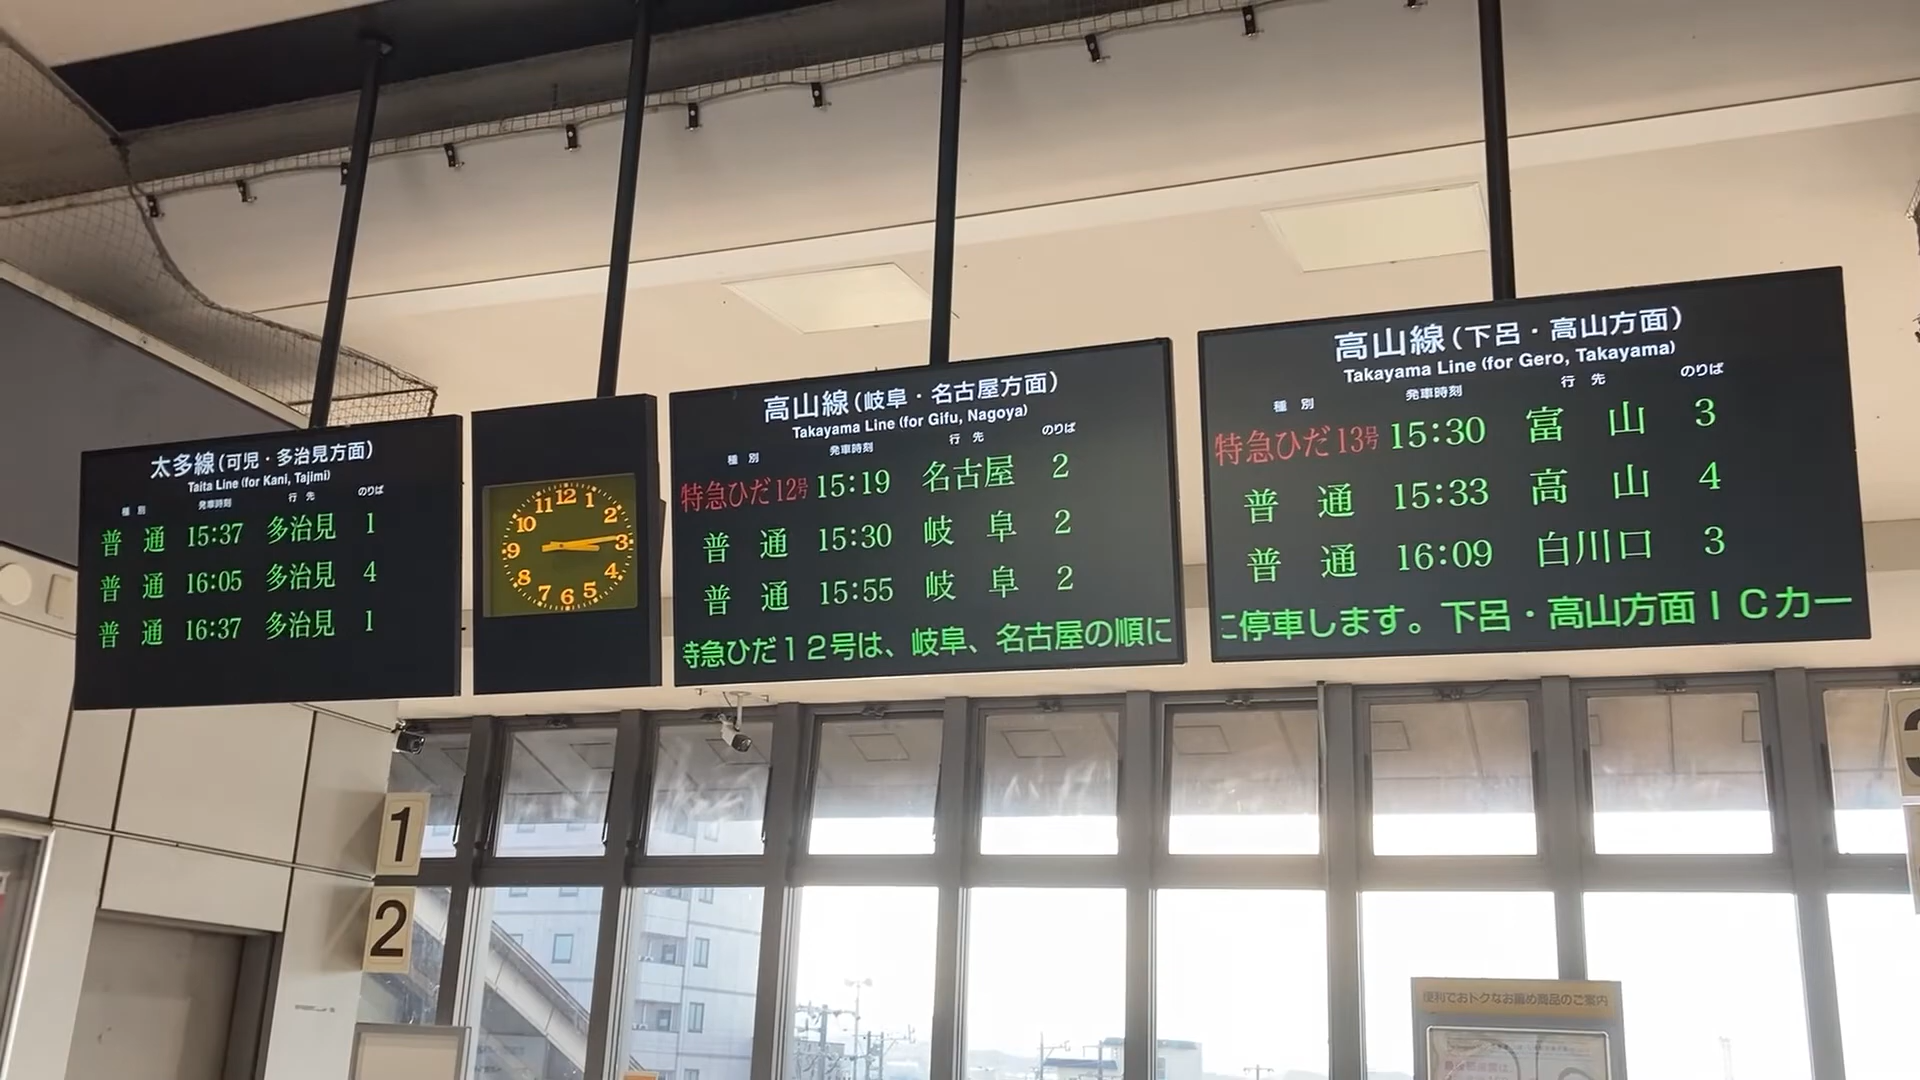 太多線(可児・多治見方面)
Taita Line (for Kani, Tajimi)
種別 発車時刻 行先 のりば
普通 15:37 多治見 1
普通 16:05 多治見 4
普通 16:37 多治見 1
12 1 2 3 4 5 6 7 8 9 10 11
高山線(岐阜・名古屋方面)
Takayama Line (for Gifu, Nagoya)
種別 発車時刻 行先 のりば
特急ひだ12号 15:19 名古屋 2
普通 15:30 岐阜 2
普通 15:55 岐阜 2
特急ひだ12号は、岐阜、名古屋の順に
高山線(下呂・高山方面)
Takayama Line (for Gero, Takayama)
種別 発車時刻 行先 のりば
特急ひだ13号 15:30 富山 3
普通 15:33 高山 4
普通 16:09 白川口 3
に停車します。下呂・高山方面ICカー
1
2
便利でおトクなお薦め商品のご案内